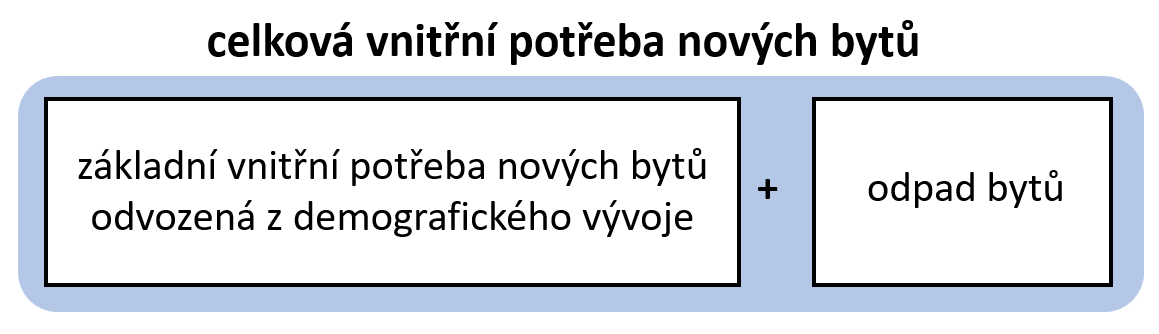 celková vnitřní potřeba nových bytů
základní vnitřní potřeba nových bytů
odvozená z demografického vývoje
+
odpad bytů